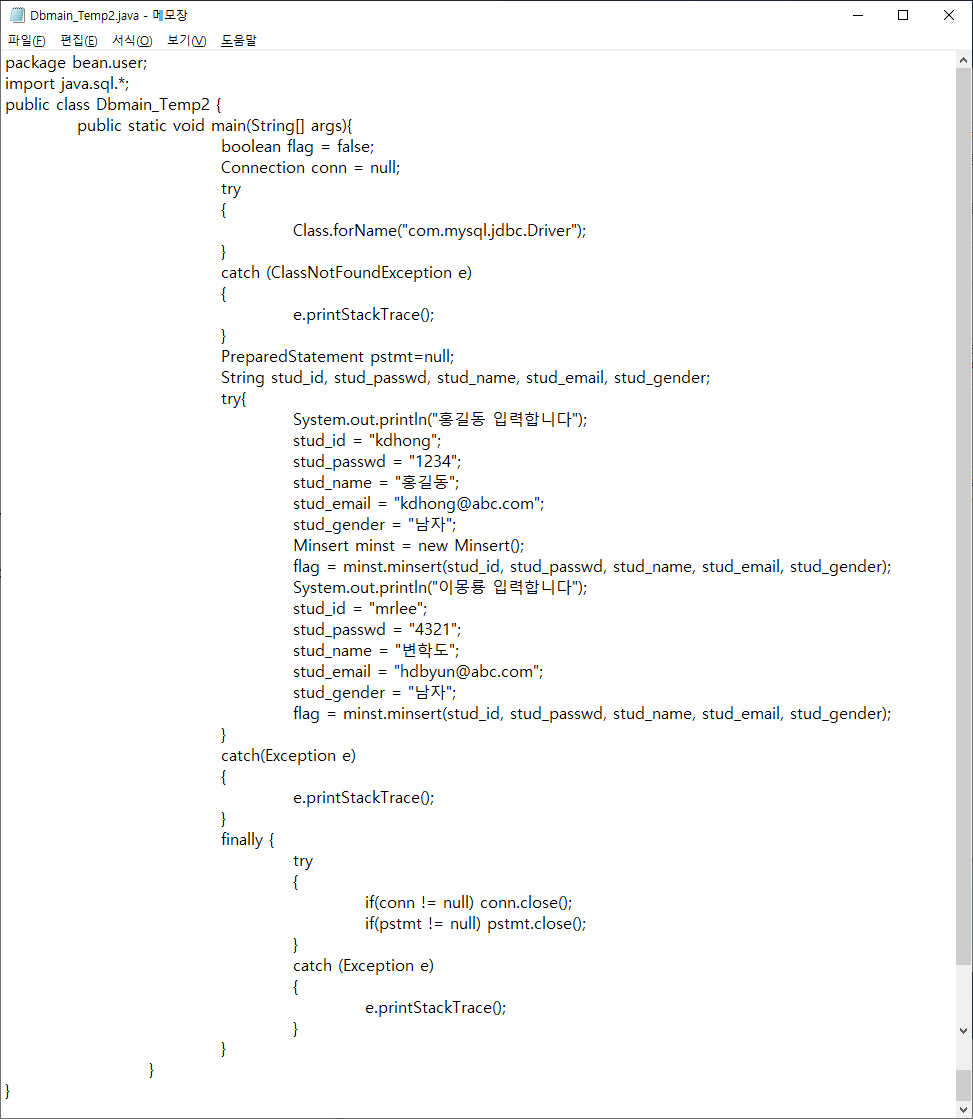 Dbmain_Temp2.java - 메모장
파일(F) 편집(E) 서식(O) 보기(V) 도움말
package bean.user;
import java.sql.*;
public class Dbmain_Temp2 {
public static void main(String[] args){
boolean flag = false;
Connection conn = null;
try
{
Class.forName("com.mysql.jdbc.Driver");
}
catch (ClassNotFoundException e)
{
e.printStackTrace();
}
PreparedStatement pstmt=null;
String stud_id, stud_passwd, stud_name, stud_email, stud_gender;
try{
System.out.println("홍길동 입력합니다");
stud_id = "kdhong";
stud_passwd = "1234";
stud_name = "홍길동";
stud_email = "kdhong@abc.com";
stud_gender = "남자";
Minsert minst = new Minsert();
flag = minst.minsert(stud_id, stud_passwd, stud_name, stud_email, stud_gender);
System.out.println("이몽룡 입력합니다");
stud_id = "mrlee";
stud_passwd = "4321";
stud_name = "변학도";
stud_email = "hdbyun@abc.com";
stud_gender = "남자";
flag = minst.minsert(stud_id, stud_passwd, stud_name, stud_email, stud_gender);
}
catch(Exception e)
{
e.printStackTrace();
}
finally {
try
{
if(conn != null) conn.close();
if(pstmt != null) pstmt.close();
}
catch (Exception e)
{
e.printStackTrace();
}
}
}
}